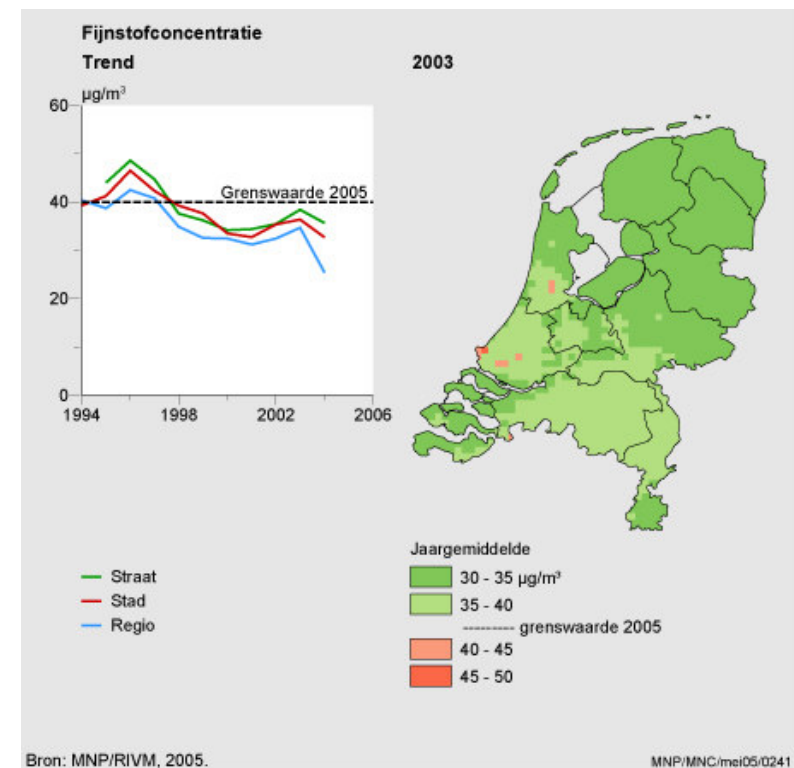 Fijnstofconcentratie
Trend
2003
µg/m³
60
40
20
0
Grenswaarde 2005
1994 1998 2002 2006
Straat
Stad
Regio
Jaargemiddelde
30 - 35 µg/m³
35 - 40
--------- grenswaarde 2005
40 - 45
45 - 50
Bron: MNP/RIVM, 2005.
MNP/MNC/mei05/0241